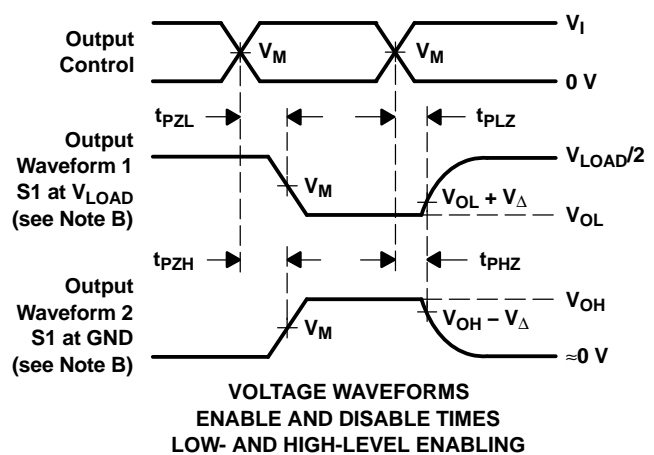 Output
Control
V_M
V_M
V_I
0 V
t_PZL
t_PLZ
Output
Waveform 1
S1 at V_LOAD
(see Note B)
V_M
V_LOAD/2
V_OL + V_Δ
V_OL
t_PZH
t_PHZ
Output
Waveform 2
S1 at GND
(see Note B)
V_M
V_OH
V_OH − V_Δ
≈0 V
VOLTAGE WAVEFORMS
ENABLE AND DISABLE TIMES
LOW- AND HIGH-LEVEL ENABLING